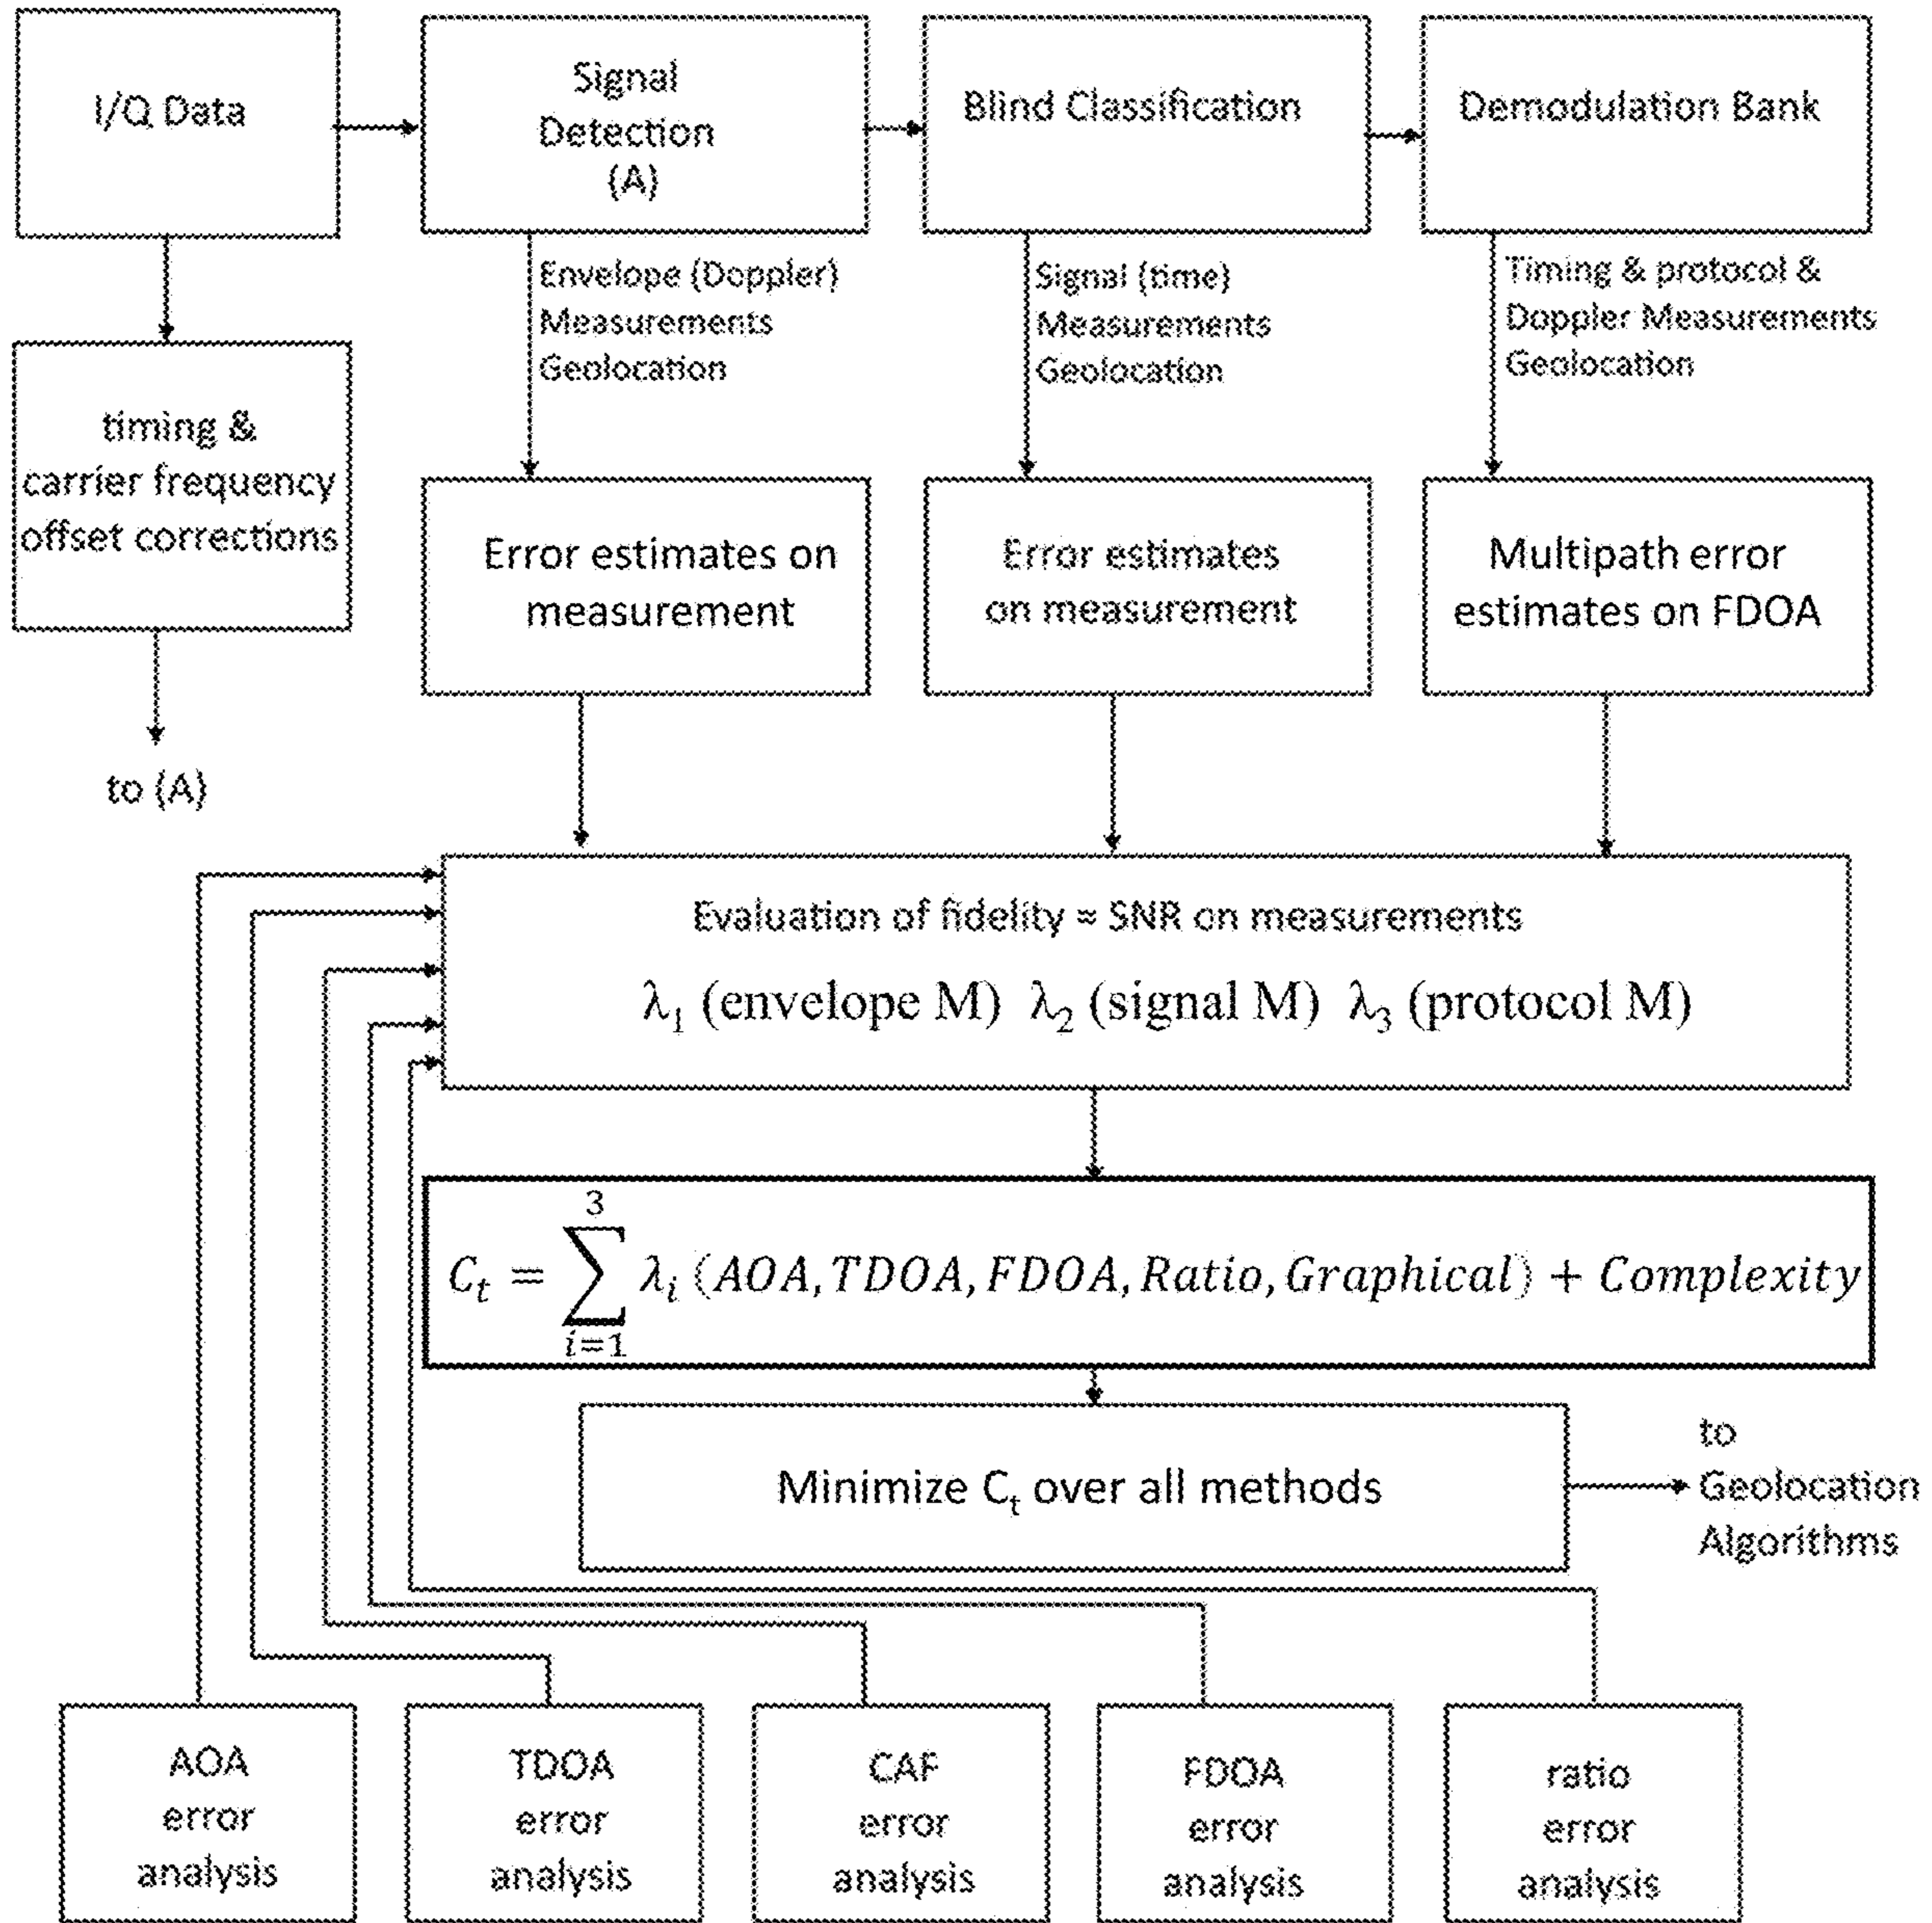 I/Q Data
Signal
Detection
(A)
Blind Classification
Demodulation Bank
Envelope (Doppler)
Measurements
Geolocation
Signal (time)
Measurements
Geolocation
Timing & protocol &
Doppler Measurements
Geolocation
timing &
carrier frequency
offset corrections
to (A)
Error estimates on
measurement
Error estimates
on measurement
Multipath error
estimates on FDOA
Evaluation of fidelity = SNR on measurements
λ₁ (envelope M) λ₂ (signal M) λ₃ (protocol M)
C_t = ∑_{i=1}^{3} λ_i (AOA, TDOA, FDOA, Ratio, Graphical) + Complexity
Minimize C_t over all methods
to
Geolocation
Algorithms
AOA
error
analysis
TDOA
error
analysis
CAF
error
analysis
FDOA
error
analysis
ratio
error
analysis